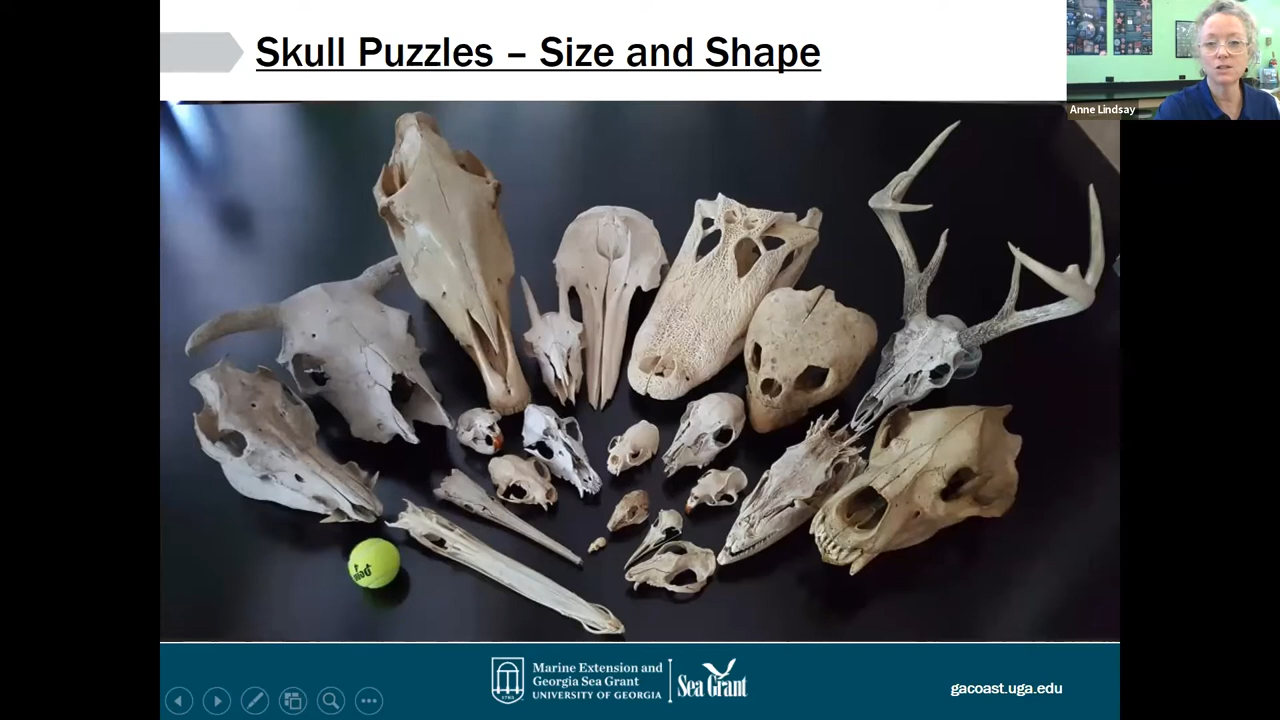 Skull Puzzles – Size and Shape
Anne Lindsay
Marine Extension and
Georgia Sea Grant
UNIVERSITY OF GEORGIA
Sea Grant
gacoast.uga.edu